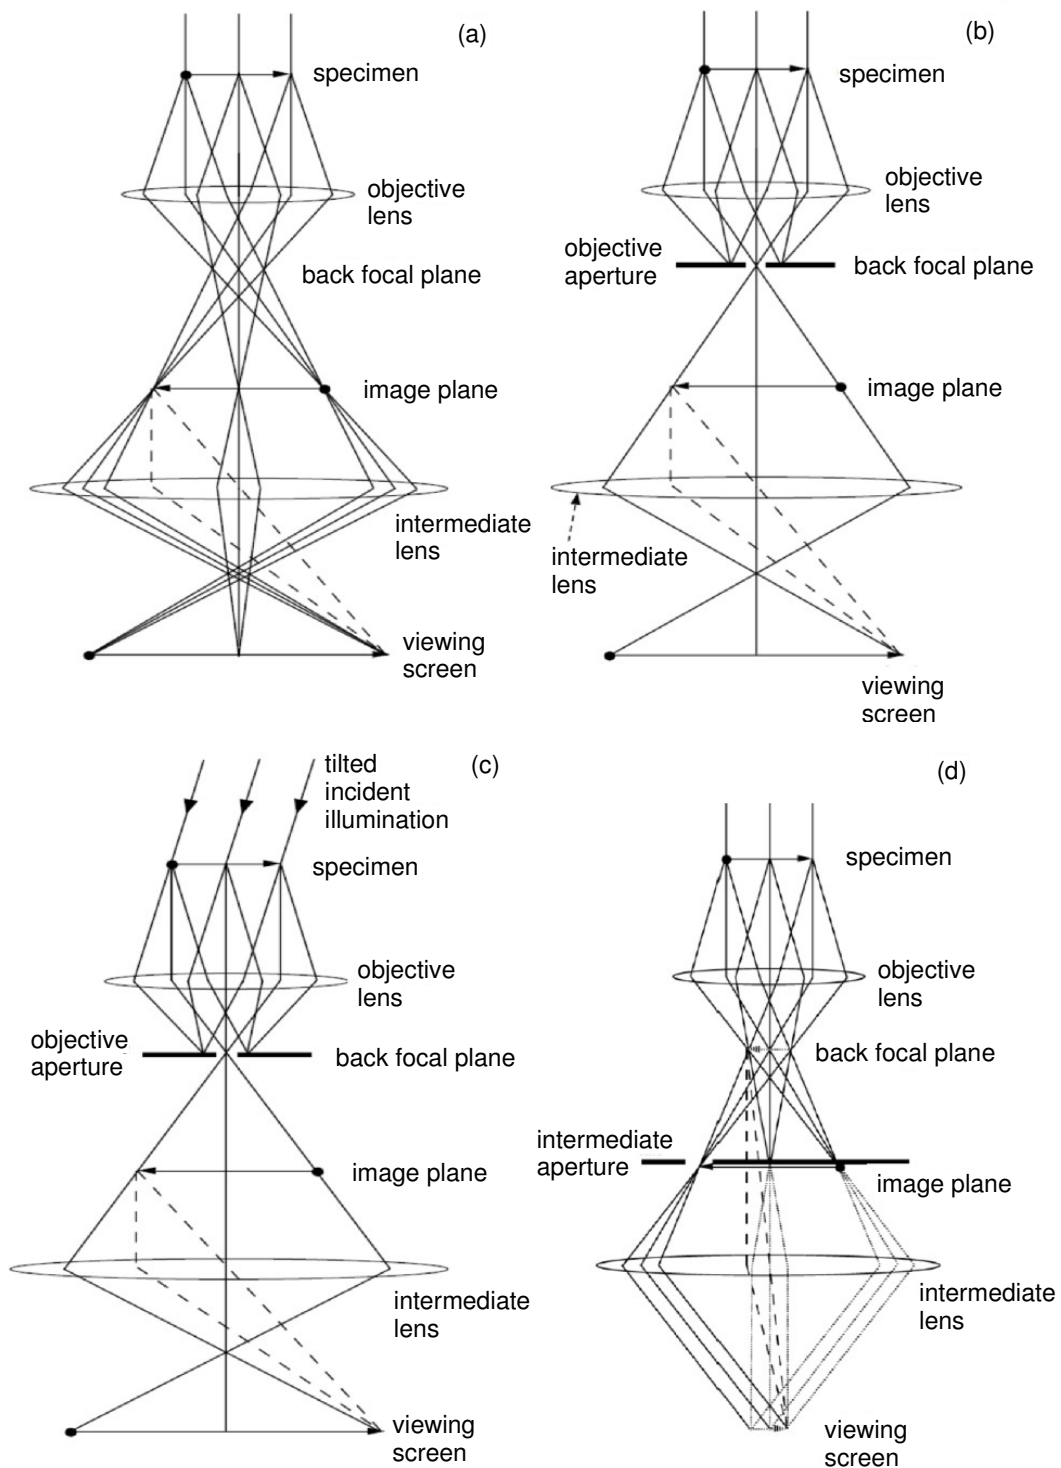 (a)
specimen
objective
lens
back focal plane
image plane
intermediate
lens
viewing
screen
(b)
specimen
objective
lens
objective
aperture
back focal plane
image plane
intermediate
lens
viewing
screen
(c)
tilted
incident
illumination
specimen
objective
lens
objective
aperture
back focal plane
image plane
intermediate
lens
viewing
screen
(d)
specimen
objective
lens
back focal plane
intermediate
aperture
image plane
intermediate
lens
viewing
screen